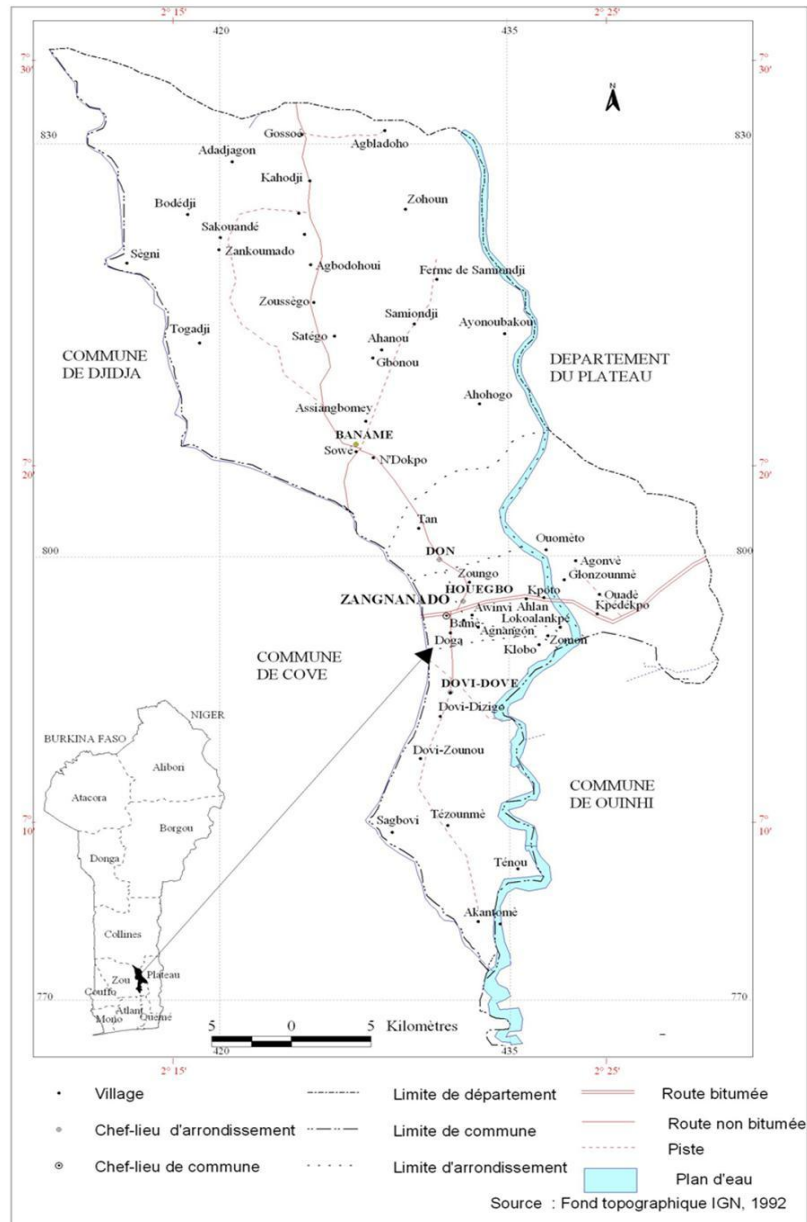 2° 15'
420
435
2° 25'
7° 30'
7° 30'
N
830
830
Gossoe
Agbladoho
Adadjagon
Kahodji
Zohoun
Bodédji
Sakouandé
Zankoumado
Sègni
Agbodohoui
Ferme de Samiondji
Zoussègo
Samiondji
Ayonoubakou
Togadji
Satégo
Ahanou
Gbonou
COMMUNE
DE DJIDJA
DEPARTEMENT
DU PLATEAU
Ahohogo
Assiangbomey
BANAME
Sowe
N'Dokpo
7° 20'
7° 20'
Tan
800
800
DON
Ouomèto
Agonvè
Zoungo
Glonzounmè
HOUEGBO
Ouadè
ZANGNANADO
Kpoto
Awinvi
Ahlan
Kpédékpo
Bamè
Lokoalankpé
Agnangon
Doga
Zomon
Klobo
COMMUNE
DE COVE
DOVI-DOVE
Dovi-Dizigo
Dovi-Zounou
COMMUNE
DE OUINHI
7° 10'
7° 10'
Sagbovi
Tézounmè
Ténou
Akantomè
NIGER
BURKINA FASO
Alibori
Atacora
Borgou
Donga
Collines
Zou
Plateau
Couffo
Atlant
Mono
Ouémé
770
770
5 0 5 Kilomètres
2° 15'
420
435
2° 25'
Village
Limite de département
Route bitumée
Chef-lieu d'arrondissement
Limite de commune
Route non bitumée
Piste
Chef-lieu de commune
Limite d'arrondissement
Plan d'eau
Source : Fond topographique IGN, 1992